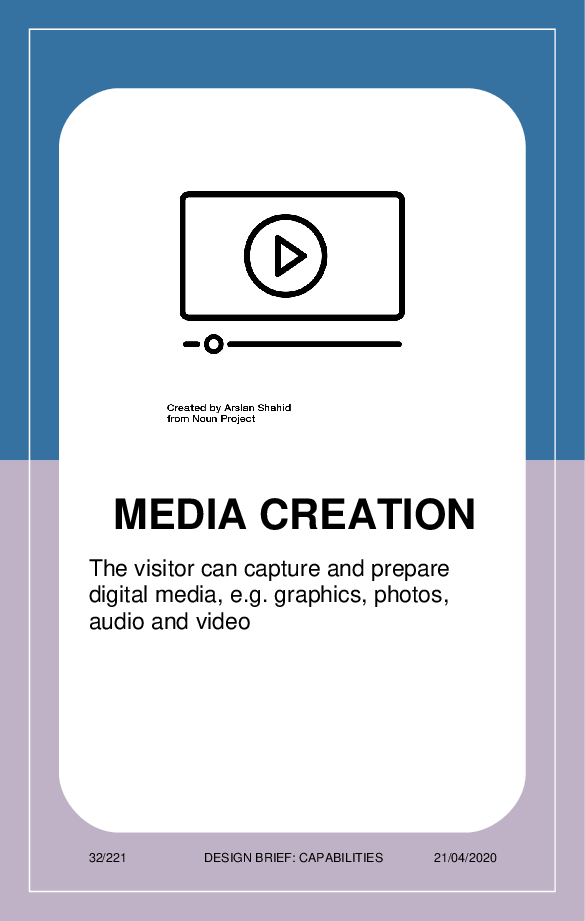 Created by Arslan Shahid
from Noun Project
MEDIA CREATION
The visitor can capture and prepare
digital media, e.g. graphics, photos,
audio and video
32/221 DESIGN BRIEF: CAPABILITIES 21/04/2020